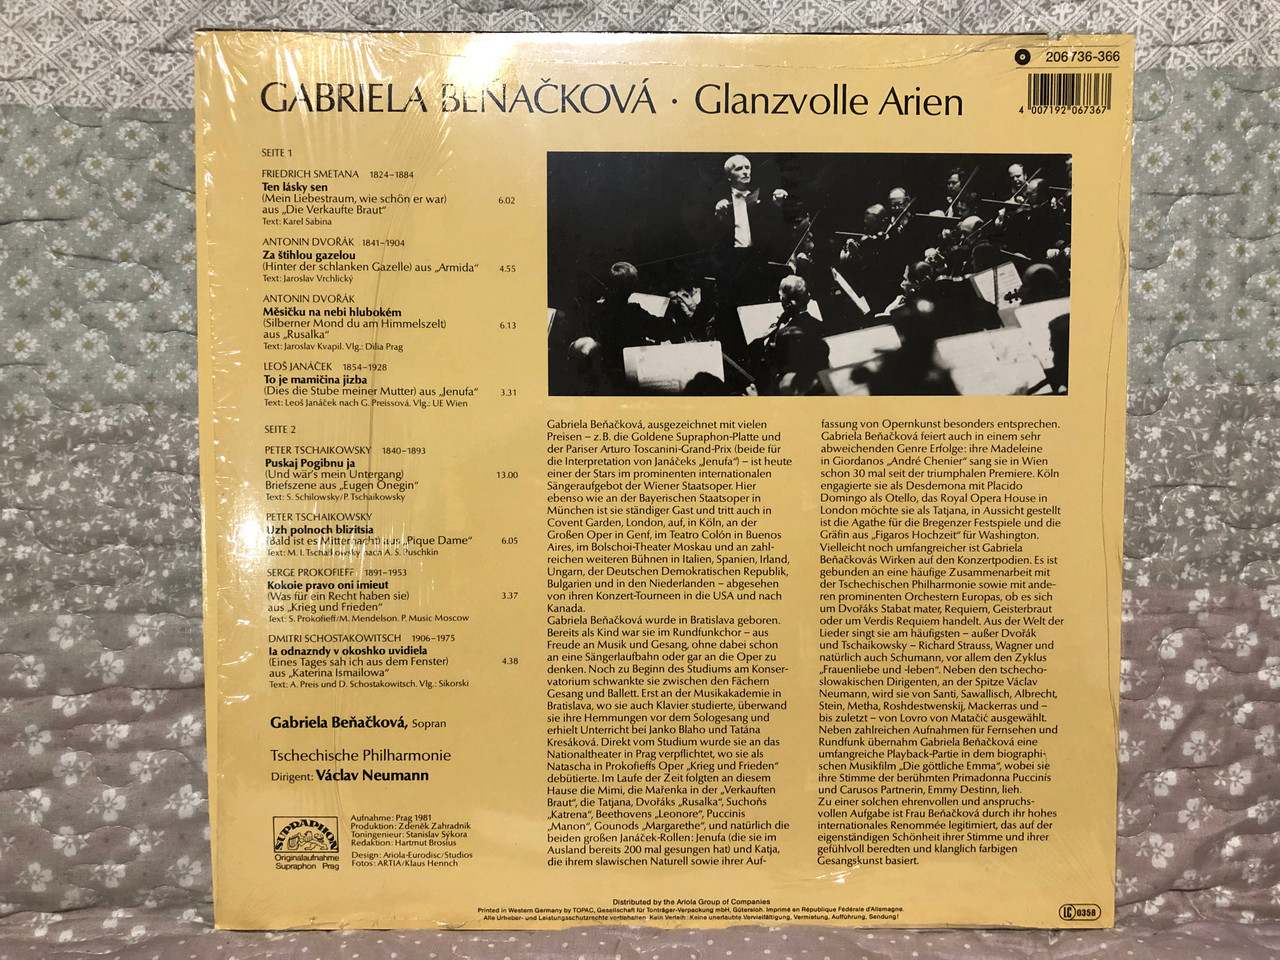 206 736-366
4 007192 067367
GABRIELA BEŇAČKOVÁ · Glanzvolle Arien
SEITE 1
FRIEDRICH SMETANA 1824–1884
Ten lásky sen
(Mein Liebestraum, wie schön er war) 6.02
aus „Die Verkaufte Braut“
Text: Karel Sabina
ANTONIN DVOŘÁK 1841–1904
Za štihlou gazelou
(Hinter der schlanken Gazelle) aus „Armida“ 4.55
Text: Jaroslav Vrchlický
ANTONIN DVOŘÁK
Měsičku na nebi hlubokém
(Silberner Mond du am Himmelszelt) 6.13
aus „Rusalka“
Text: Jaroslav Kvapil. Vlg.: Dilia Prag
LEOŠ JANÁČEK 1854–1928
To je mamičina jizba
(Dies die Stube meiner Mutter) aus „Jenufa“ 3.31
Text: Leoš Janáček nach G. Preissová. Vlg.: UE Wien
SEITE 2
PETER TSCHAIKOWSKY 1840–1893
Puskaj Pogibnu ja
(Und wär's mein Untergang) 13.00
Briefszene aus „Eugen Onegin“
Text: S. Schilowsky/P. Tschaikowsky
PETER TSCHAIKOWSKY
Uzh polnoch blizitsia
(Bald ist es Mitternacht) aus „Pique Dame“ 6.05
Text: M. I. Tschaikowsky nach A. S. Puschkin
SERGE PROKOFIEFF 1891–1953
Kokoie pravo oni imieut
(Was für ein Recht haben sie) 3.37
aus „Krieg und Frieden“
Text: S. Prokofieff/M. Mendelson. P. Music Moscow
DMITRI SCHOSTAKOWITSCH 1906–1975
Ia odnazndy v okoshko uvidiela
(Eines Tages sah ich aus dem Fenster) 4.38
aus „Katerina Ismailowa“
Text: A. Preis und D. Schostakowitsch. Vlg.: Sikorski
Gabriela Beňačková, Sopran
Tschechische Philharmonie
Dirigent: Václav Neumann
SUPRAPHON
Originalaufnahme
Supraphon Prag
Aufnahme: Prag 1981
Produktion: Zdeněk Zahradnik
Toningenieur: Stanislav Sýkora
Redaktion: Hartmut Brosius
Design: Ariola-Eurodisc/Studios
Fotos: ARTIA/Klaus Hennch
Gabriela Beňačková, ausgezeichnet mit vielen
Preisen – z.B. die Goldene Supraphon-Platte und
der Pariser Arturo Toscanini-Grand-Prix (beide für
die Interpretation von Janáčeks „Jenufa“) – ist heute
einer der Stars im prominenten internationalen
Sängeraufgebot der Wiener Staatsoper. Hier
ebenso wie an der Bayerischen Staatsoper in
München ist sie ständiger Gast und tritt auch in
Covent Garden, London, auf, in Köln, an der
Großen Oper in Genf, im Teatro Colón in Buenos
Aires, im Bolschoi-Theater Moskau und an zahl-
reichen weiteren Bühnen in Italien, Spanien, Irland,
Ungarn, der Deutschen Demokratischen Republik,
Bulgarien und in den Niederlanden – abgesehen
von ihren Konzert-Tourneen in die USA und nach
Kanada.
Gabriela Beňačková wurde in Bratislava geboren.
Bereits als Kind war sie im Rundfunkchor – aus
Freude an Musik und Gesang, ohne dabei schon
an eine Sängerlaufbahn oder gar an die Oper zu
denken. Noch zu Beginn des Studiums am Konser-
vatorium schwankte sie zwischen den Fächern
Gesang und Ballett. Erst an der Musikakademie in
Bratislava, wo sie auch Klavier studierte, überwand
sie ihre Hemmungen vor dem Sologesang und
erhielt Unterricht bei Janko Blaho und Tatána
Kresáková. Direkt vom Studium wurde sie an das
Nationaltheater in Prag verpflichtet, wo sie als
Natascha in Prokofieffs Oper „Krieg und Frieden“
debütierte. Im Laufe der Zeit folgten an diesem
Hause die Mimi, die Mařenka in der „Verkauften
Braut“, die Tatjana, Dvořáks „Rusalka“, Suchoňs
„Katrena“, Beethovens „Leonore“, Puccinis
„Manon“, Gounods „Margarethe“, und natürlich die
beiden großen Janáček-Rollen: Jenufa (die sie im
Ausland bereits 200 mal gesungen hat) und Katja,
die ihrem slawischen Naturell sowie ihrer Auf-
fassung von Opernkunst besonders entsprechen.
Gabriela Beňačková feiert auch in einem sehr
abweichenden Genre Erfolge: ihre Madeleine
in Giordanos „André Chenier“ sang sie in Wien
schon 30 mal seit der triumphalen Premiere. Köln
engagierte sie als Desdemona mit Placido
Domingo als Otello, das Royal Opera House in
London möchte sie als Tatjana, in Aussicht gestellt
ist die Agathe für die Bregenzer Festspiele und die
Gräfin aus „Figaros Hochzeit“ für Washington.
Vielleicht noch umfangreicher ist Gabriela
Beňačkovás Wirken auf den Konzertpodien. Es ist
gebunden an eine häufige Zusammenarbeit mit
der Tschechischen Philharmonie sowie mit ande-
ren prominenten Orchestern Europas, ob es sich
um Dvořáks Stabat mater, Requiem, Geisterbraut
oder um Verdis Requiem handelt. Aus der Welt der
Lieder singt sie am häufigsten – außer Dvořák
und Tschaikowsky – Richard Strauss, Wagner und
natürlich auch Schumann, vor allem den Zyklus
„Frauenliebe und -leben“. Neben den tschecho-
slowakischen Dirigenten, an der Spitze Václav
Neumann, wird sie von Santi, Sawallisch, Albrecht,
Stein, Metha, Roshdestwenskij, Mackerras und –
bis zuletzt – von Lovro von Matačić ausgewählt.
Neben zahlreichen Aufnahmen für Fernsehen und
Rundfunk übernahm Gabriela Beňačková eine
umfangreiche Playback-Partie in dem biographi-
schen Musikfilm „Die göttliche Emma“, wobei sie
ihre Stimme der berühmten Primadonna Puccinis
und Carusos Partnerin, Emmy Destinn, lieh.
Zu einer solchen ehrenvollen und anspruchs-
vollen Aufgabe ist Frau Beňačková durch ihr hohes
internationales Renommée legitimiert, das auf der
eigenständigen Schönheit ihrer Stimme und ihrer
gefühlvoll beredten und klanglich farbigen
Gesangskunst basiert.
Distributed by the Ariola Group of Companies
Printed in Western Germany by TOPAC, Gesellschaft für Tonträger-Verpackung mbH, Gütersloh. Imprimé en République Fédérale d'Allemagne.
Alle Urheber- und Leistungsschutzrechte vorbehalten. Kein Verleih! Keine unerlaubte Vervielfältigung, Vermietung, Aufführung, Sendung!
LC 0358